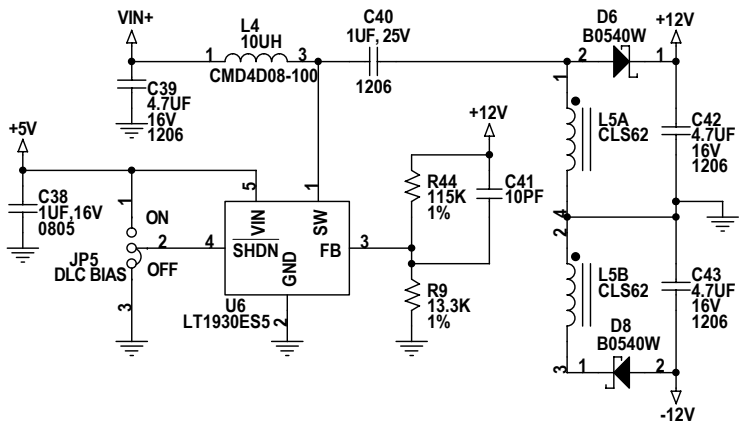 VIN+
L4
10UH
1
3
CMD4D08-100
C40
1UF, 25V
1206
D6
B0540W
2
1
+12V
C39
4.7UF
16V
1206
+5V
C38
1UF,16V
0805
1
ON
2
JP5
OFF
DLC BIAS
3
5
1
VIN
SW
4
SHDN
FB
3
GND
U6
LT1930ES5
2
+12V
R44
115K
1%
C41
10PF
R9
13.3K
1%
1
L5A
CLS62
4
C42
4.7UF
16V
1206
2
L5B
CLS62
3
C43
4.7UF
16V
1206
D8
B0540W
1
2
-12V